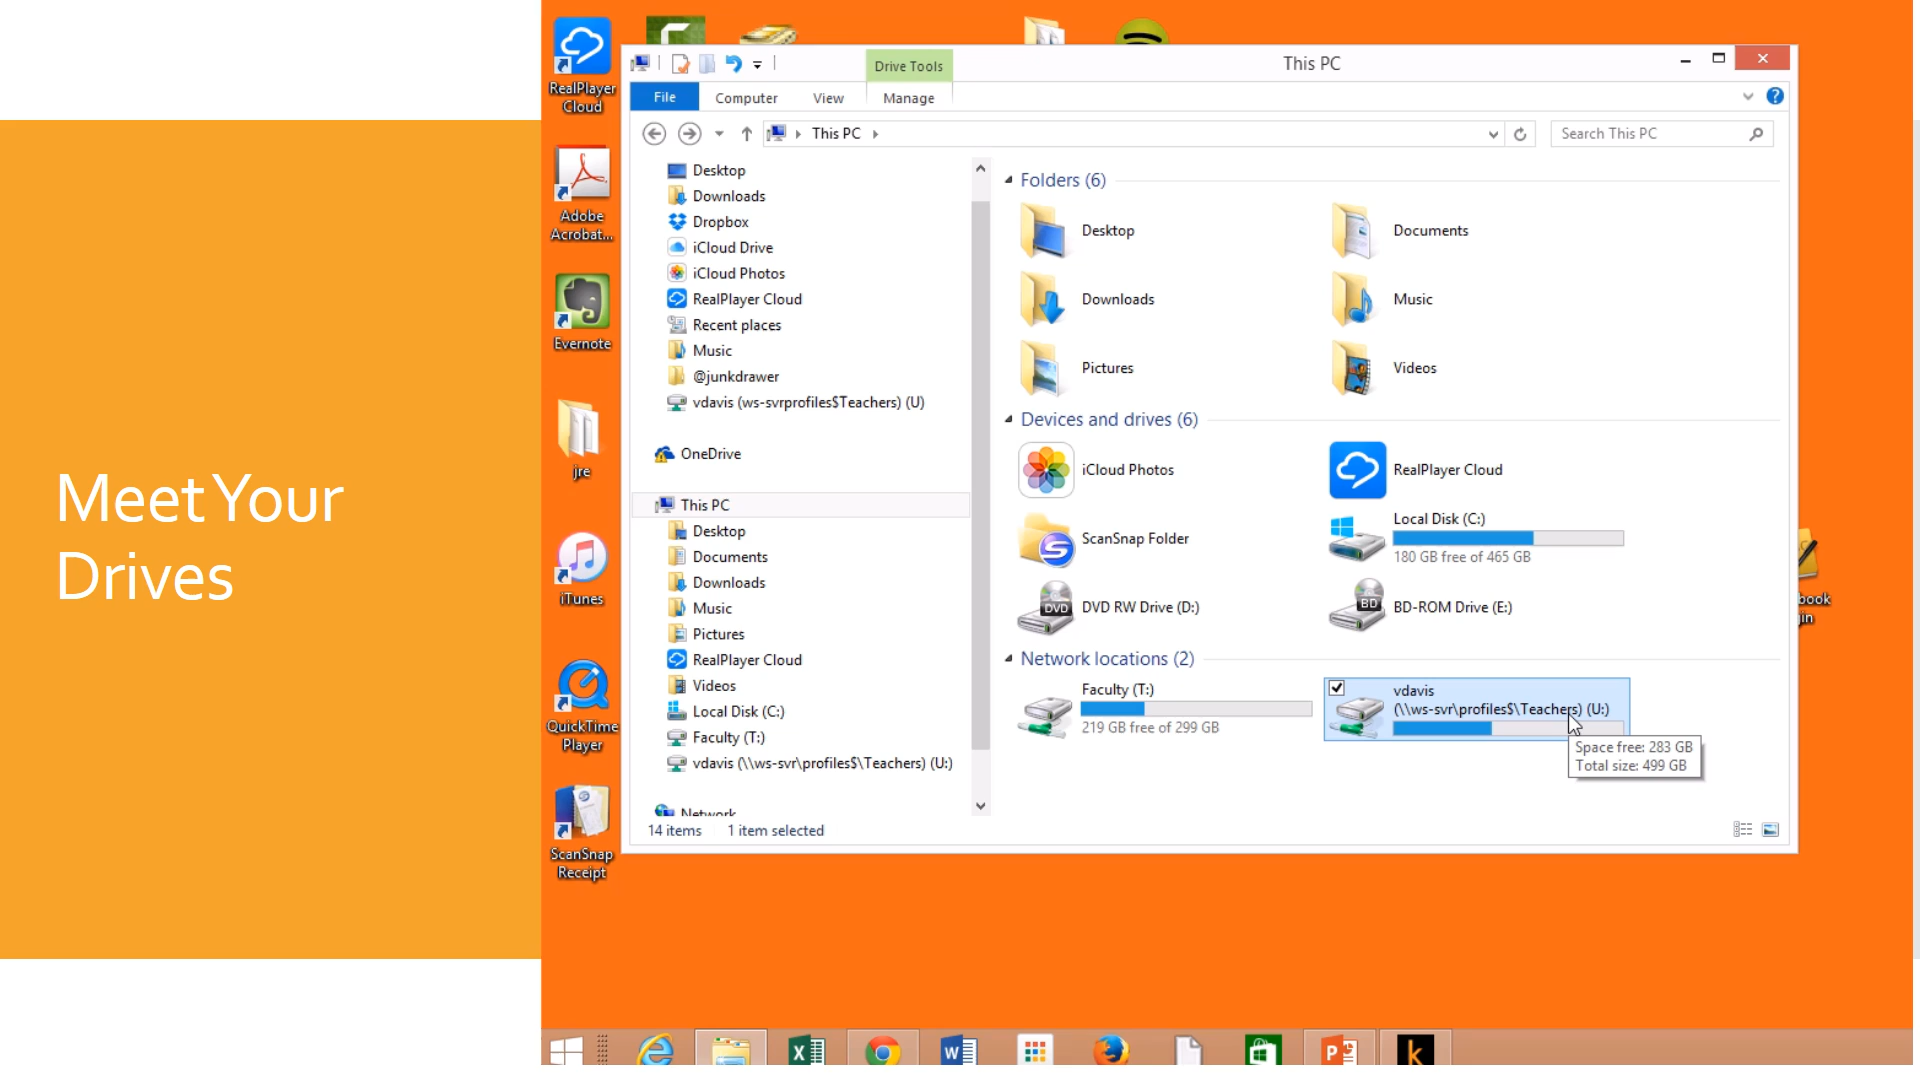 Meet Your
Drives
RealPlayer
Cloud
Adobe
Acrobat...
Evernote
jre
iTunes
QuickTime
Player
ScanSnap
Receipt
Drive Tools
This PC
File
Computer
View
Manage
This PC
Search This PC
Desktop
Downloads
Dropbox
iCloud Drive
iCloud Photos
RealPlayer Cloud
Recent places
Music
@junkdrawer
vdavis (ws-svrprofiles$Teachers) (U)
OneDrive
This PC
Desktop
Documents
Downloads
Music
Pictures
RealPlayer Cloud
Videos
Local Disk (C:)
Faculty (T:)
vdavis (\\ws-svr\profiles$\Teachers) (U:)
Network
14 items
1 item selected
Folders (6)
Desktop
Documents
Downloads
Music
Pictures
Videos
Devices and drives (6)
iCloud Photos
RealPlayer Cloud
ScanSnap Folder
Local Disk (C:)
180 GB free of 465 GB
DVD
DVD RW Drive (D:)
BD
BD-ROM Drive (E:)
Network locations (2)
Faculty (T:)
219 GB free of 299 GB
vdavis
(\\ws-svr\profiles$\Teachers) (U:)
Space free: 283 GB
Total size: 499 GB